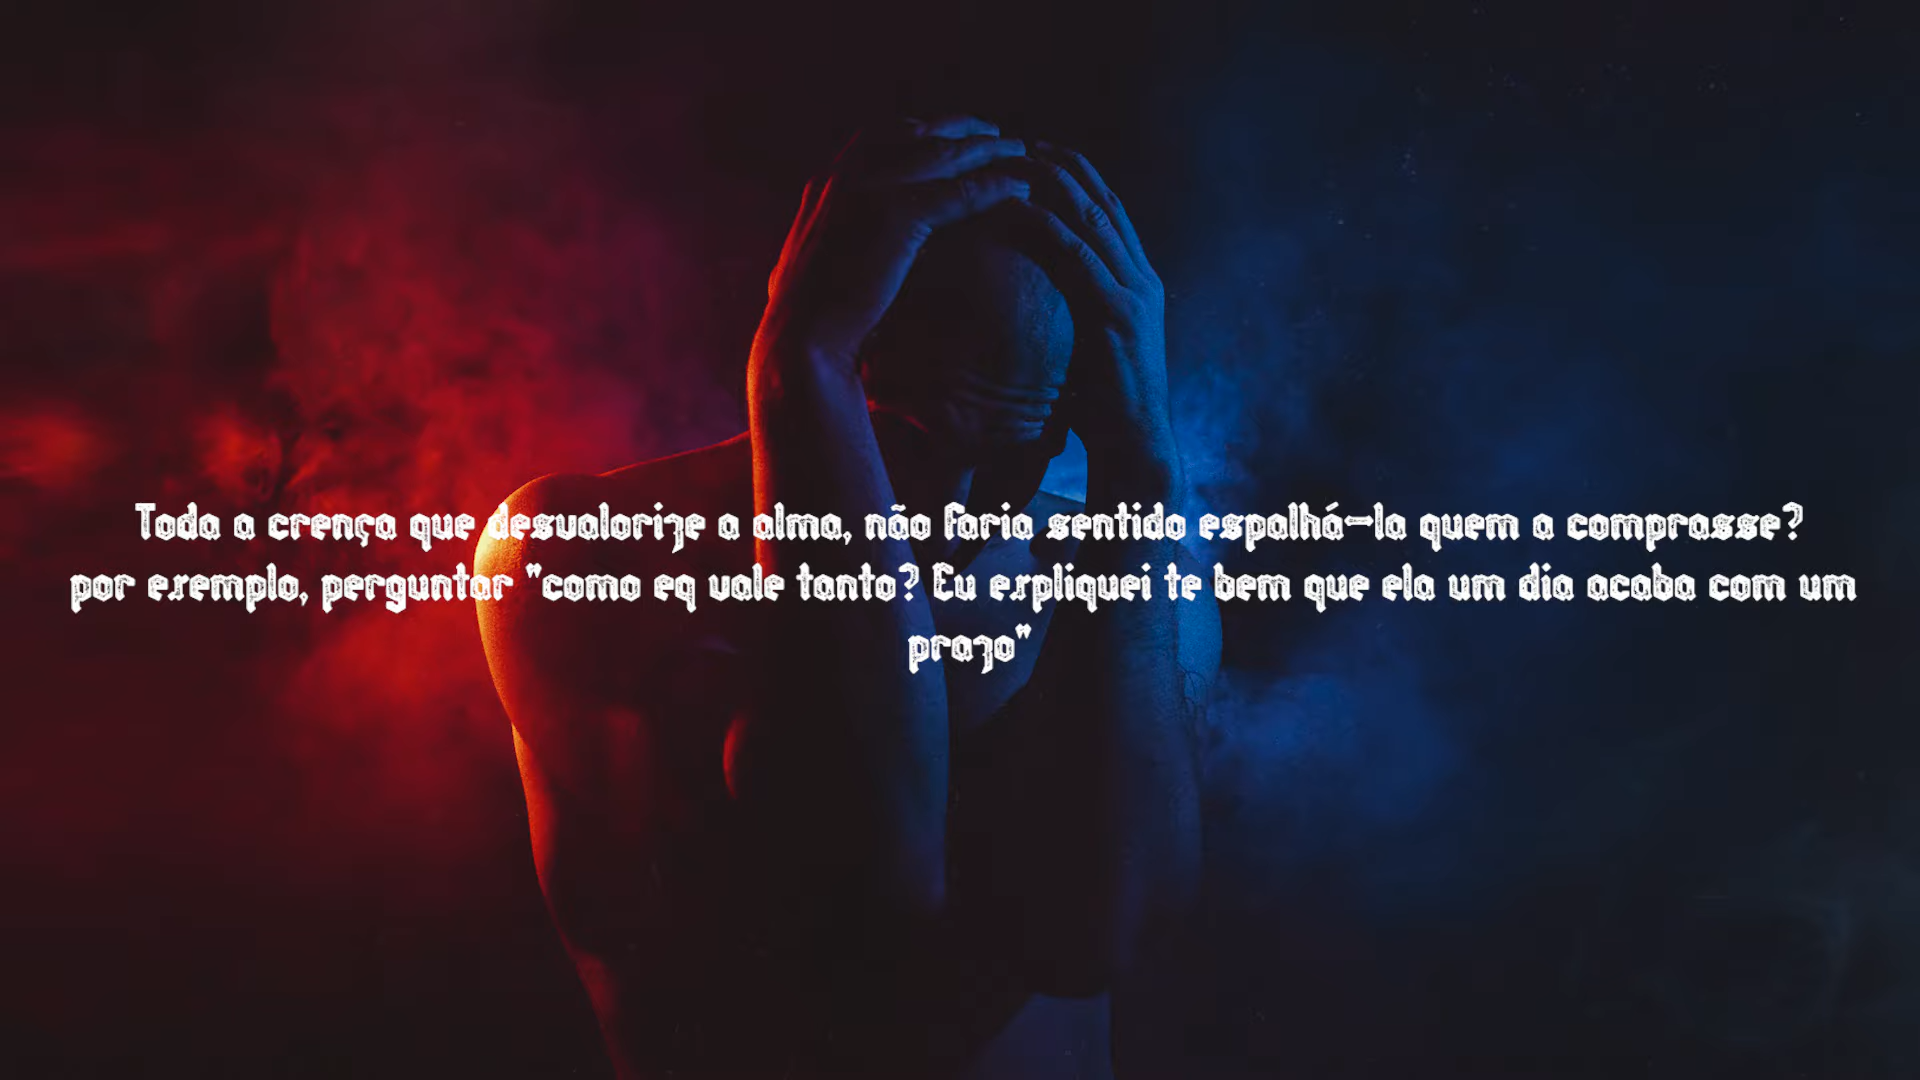 Toda a crença que desvalorize a alma, não faria sentido espalhá-la quem a comprasse?
por exemplo, perguntar "como eq vale tanto? Eu expliquei te bem que ela um dia acaba com um
prazo"